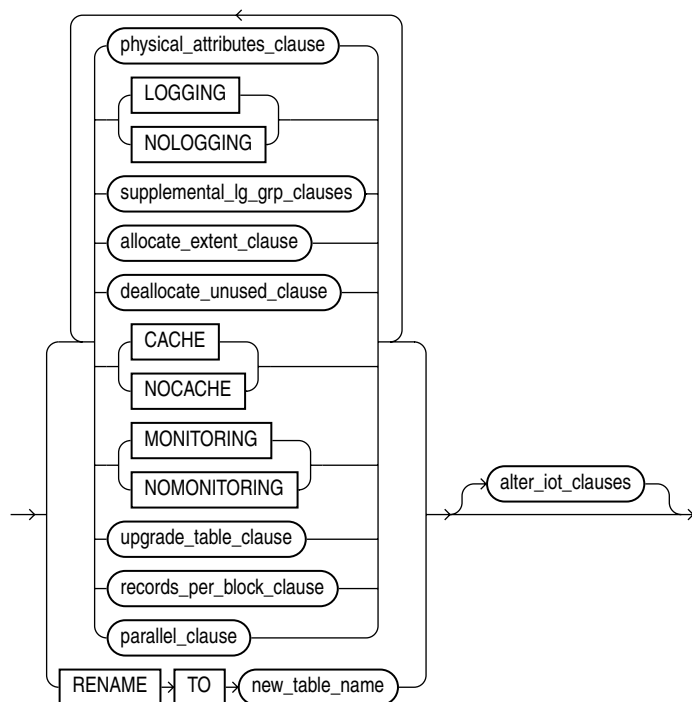 physical_attributes_clause
LOGGING
NOLOGGING
supplemental_lg_grp_clauses
allocate_extent_clause
deallocate_unused_clause
CACHE
NOCACHE
MONITORING
NOMONITORING
alter_iot_clauses
upgrade_table_clause
records_per_block_clause
parallel_clause
RENAME TO new_table_name